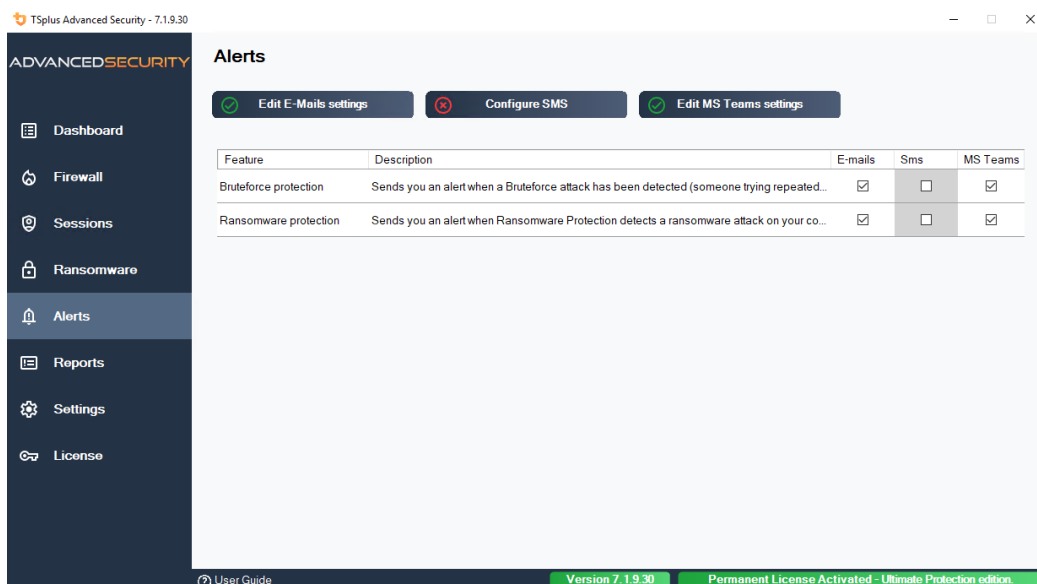 TSplus Advanced Security - 7.1.9.30
ADVANCEDSECURITY
Dashboard
Firewall
Sessions
Ransomware
Alerts
Reports
Settings
License
Alerts
Edit E-Mails settings
Configure SMS
Edit MS Teams settings
Feature Description E-mails Sms MS Teams
Bruteforce protection Sends you an alert when a Bruteforce attack has been detected (someone trying repeated...
Ransomware protection Sends you an alert when Ransomware Protection detects a ransomware attack on your co...
User Guide
Version 7.1.9.30
Permanent License Activated - Ultimate Protection edition.